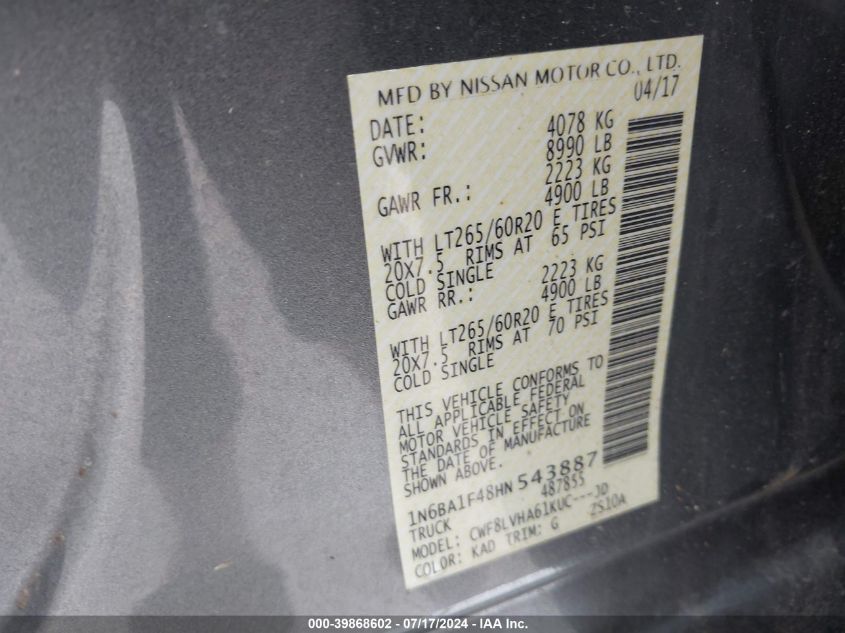 MFD BY NISSAN MOTOR CO., LTD.
DATE: 04/17
GVWR: 4078 KG
8990 LB
GAWR FR.: 2223 KG
4900 LB
WITH LT265/60R20 E TIRES
20X7.5 RIMS AT 65 PSI
COLD SINGLE
GAWR RR.: 2223 KG
4900 LB
WITH LT265/60R20 E TIRES
20X7.5 RIMS AT 70 PSI
COLD SINGLE
THIS VEHICLE CONFORMS TO
ALL APPLICABLE FEDERAL
MOTOR VEHICLE SAFETY
STANDARDS IN EFFECT ON
THE DATE OF MANUFACTURE
SHOWN ABOVE.
1N6BA1F48HN543887
TRUCK 487855
MODEL: CWF8LVHA61KUC---JD
COLOR: KAD TRIM: G ZS10A
000-39868602 / 07/17/2024 - IAA Inc.